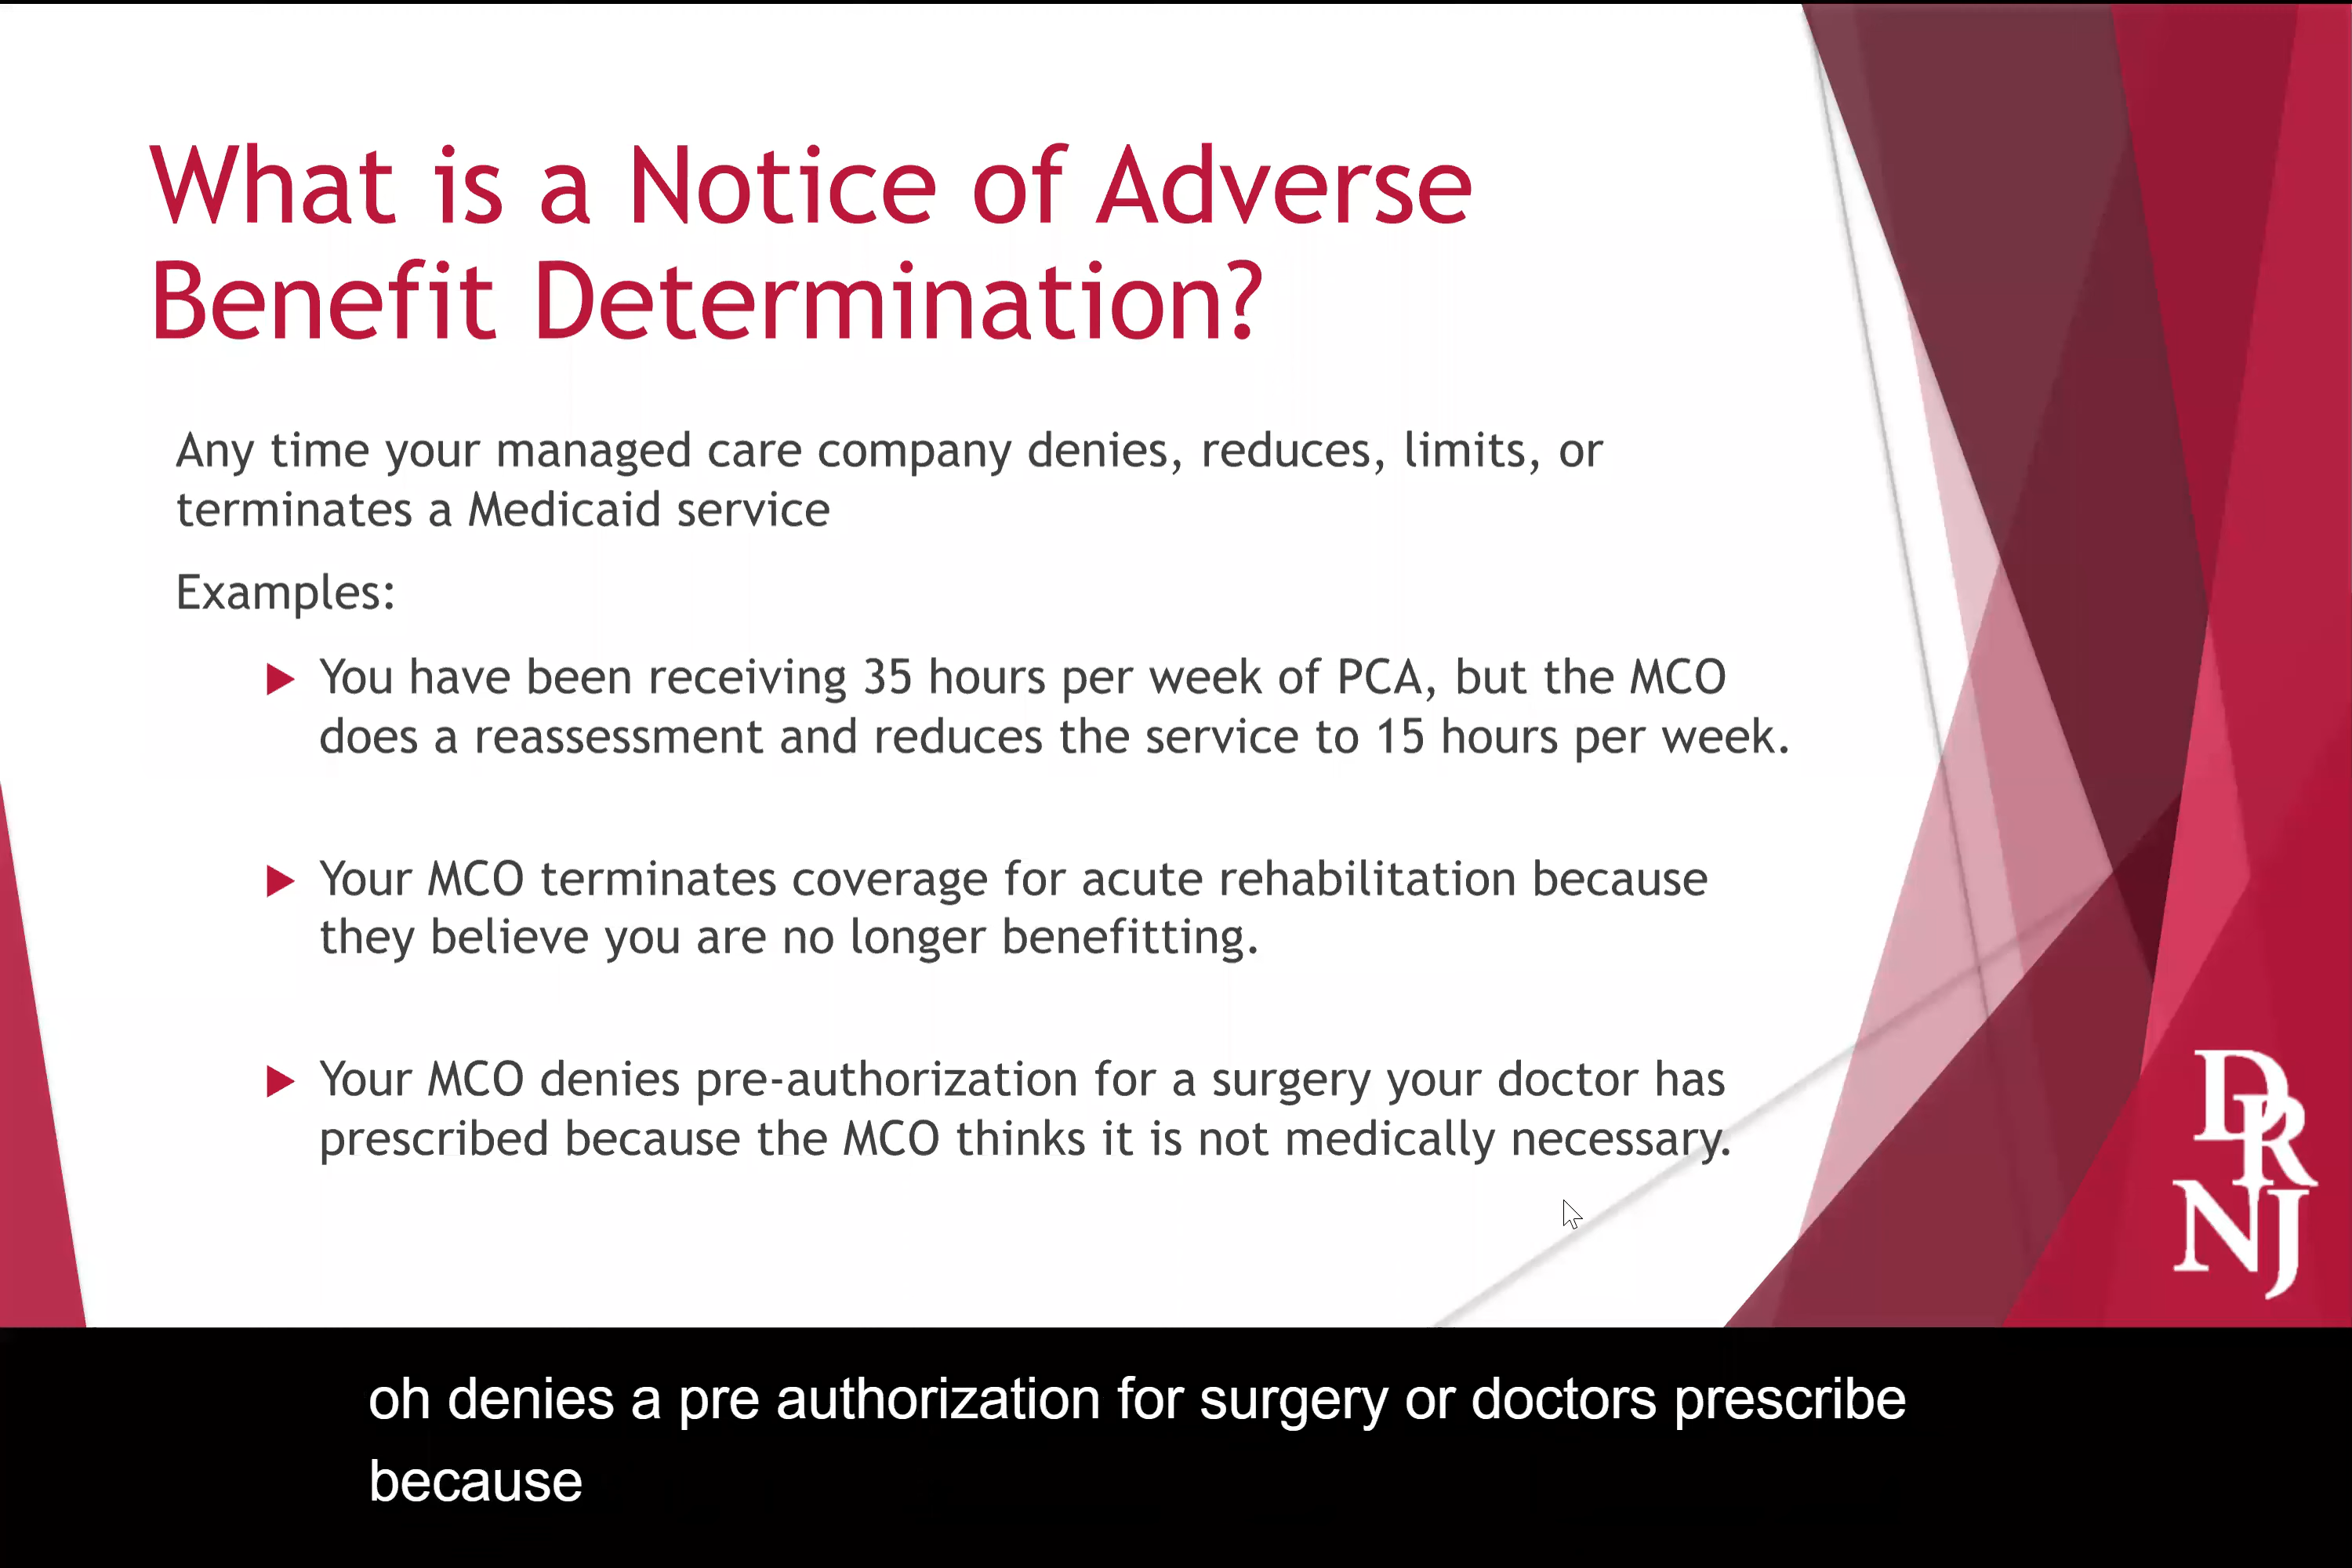 What is a Notice of Adverse
Benefit Determination?
Any time your managed care company denies, reduces, limits, or
terminates a Medicaid service
Examples:
You have been receiving 35 hours per week of PCA, but the MCO
does a reassessment and reduces the service to 15 hours per week.
Your MCO terminates coverage for acute rehabilitation because
they believe you are no longer benefitting.
Your MCO denies pre-authorization for a surgery your doctor has
prescribed because the MCO thinks it is not medically necessary.
DR
NJ
oh denies a pre authorization for surgery or doctors prescribe
because